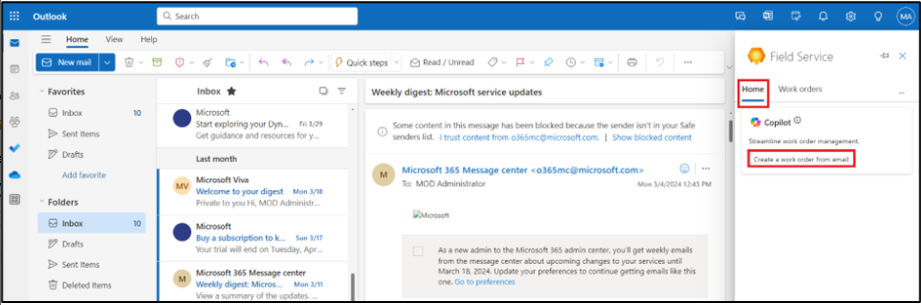 Outlook
Search
MA
Home View Help
New mail
Quick steps
Read / Unread
Favorites
Inbox 10
Sent Items
Drafts
Add favorite
Folders
Inbox 10
Drafts
Sent Items
Deleted Items
Inbox
Microsoft
Start exploring your Dyn... Fri 3/29
Get guidance and resources for y...
Last month
MV
Microsoft Viva
Welcome to your digest Mon 3/18
Private to you Hi, MOD Administr...
Microsoft
Buy a subscription to k... Sun 3/17
Your trial will end on Tuesday, Apr...
M
Microsoft 365 Message center
Weekly digest: Micros... Mon 3/11
View a summary of the updates.
Weekly digest: Microsoft service updates
Some content in this message has been blocked because the sender isn't in your Safe
senders list. I trust content from o365mc@microsoft.com. | Show blocked content
M
Microsoft 365 Message center <o365mc@microsoft.com>
To: MOD Administrator
Mon 3/4/2024 12:43 PM
Microsoft
As a new admin to the Microsoft 365 admin center, you'll get weekly emails
from the message center about upcoming changes to your services until
March 18, 2024. Update your preferences to continue getting emails like this
one. Go to preferences
Field Service
Home Work orders ...
Copilot
Streamline work order management.
Create a work order from email